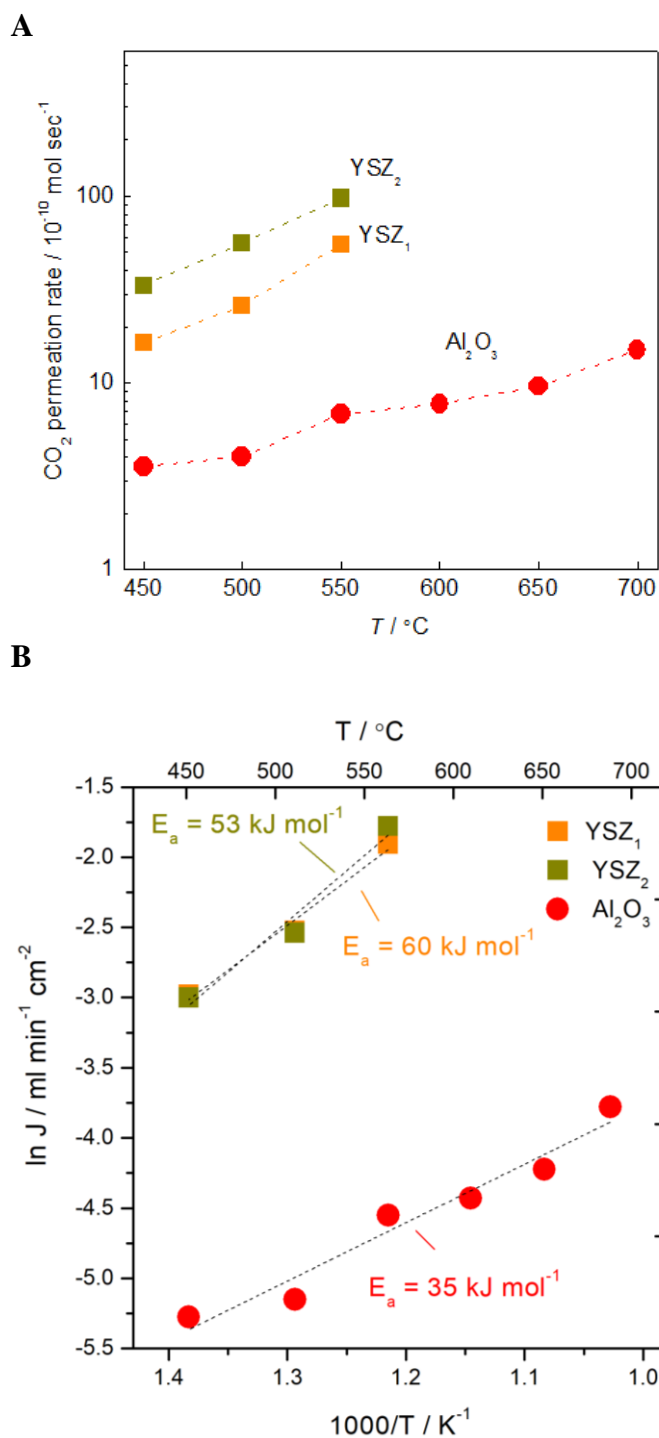 A
CO₂ permeation rate / 10⁻¹⁰ mol sec⁻¹
100
10
1
YSZ₂
YSZ₁
Al₂O₃
450 500 550 600 650 700
T / °C
B
T / °C
450 500 550 600 650 700
ln J / ml min⁻¹ cm⁻²
-1.5
-2.0
-2.5
-3.0
-3.5
-4.0
-4.5
-5.0
-5.5
Eₐ = 53 kJ mol⁻¹
YSZ₁
YSZ₂
Al₂O₃
Eₐ = 60 kJ mol⁻¹
Eₐ = 35 kJ mol⁻¹
1.4 1.3 1.2 1.1 1.0
1000/T / K⁻¹